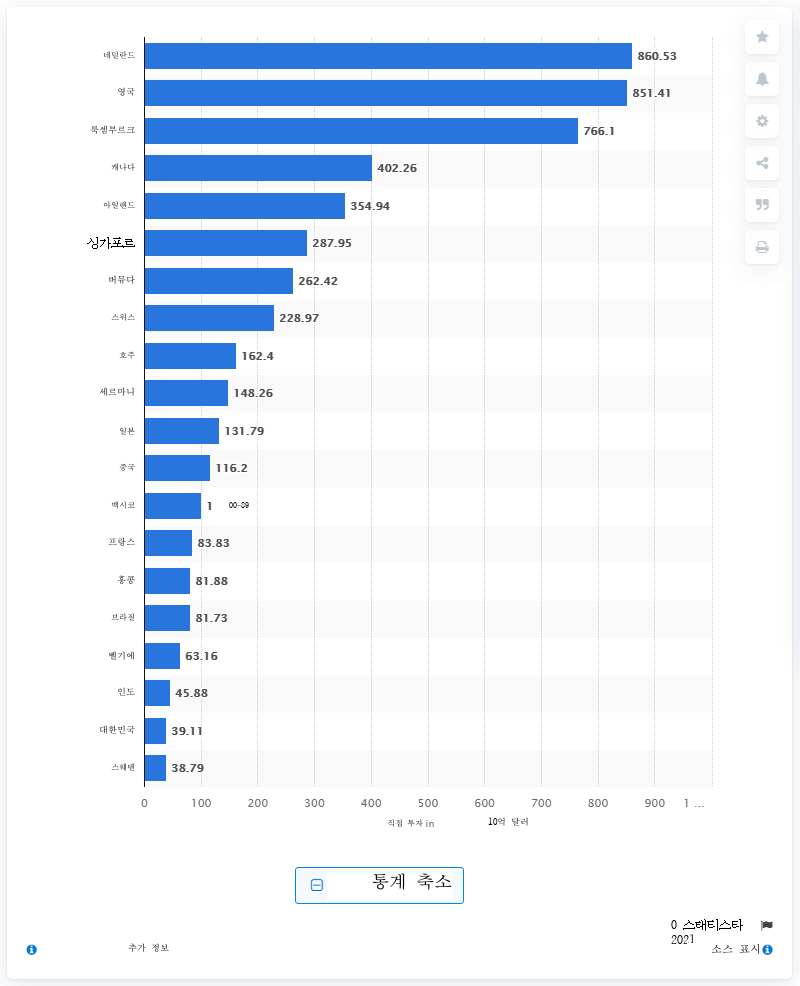 네덜란드 860.53
영국 851.41
룩셈부르크 766.1
캐나다 402.26
아일랜드 354.94
싱가포르 287.95
버뮤다 262.42
스위스 228.97
호주 162.4
세르마니 148.26
일본 131.79
중국 116.2
멕시코 1 00-89
프랑스 83.83
홍콩 81.88
브라질 81.73
벨기에 63.16
인도 45.88
대한민국 39.11
스웨덴 38.79
0 100 200 300 400 500 600 700 800 900 1 ...
직접 투자 in 10억 달러
통계 축소
0 스태티스타
2021
추가 정보 소스 표시